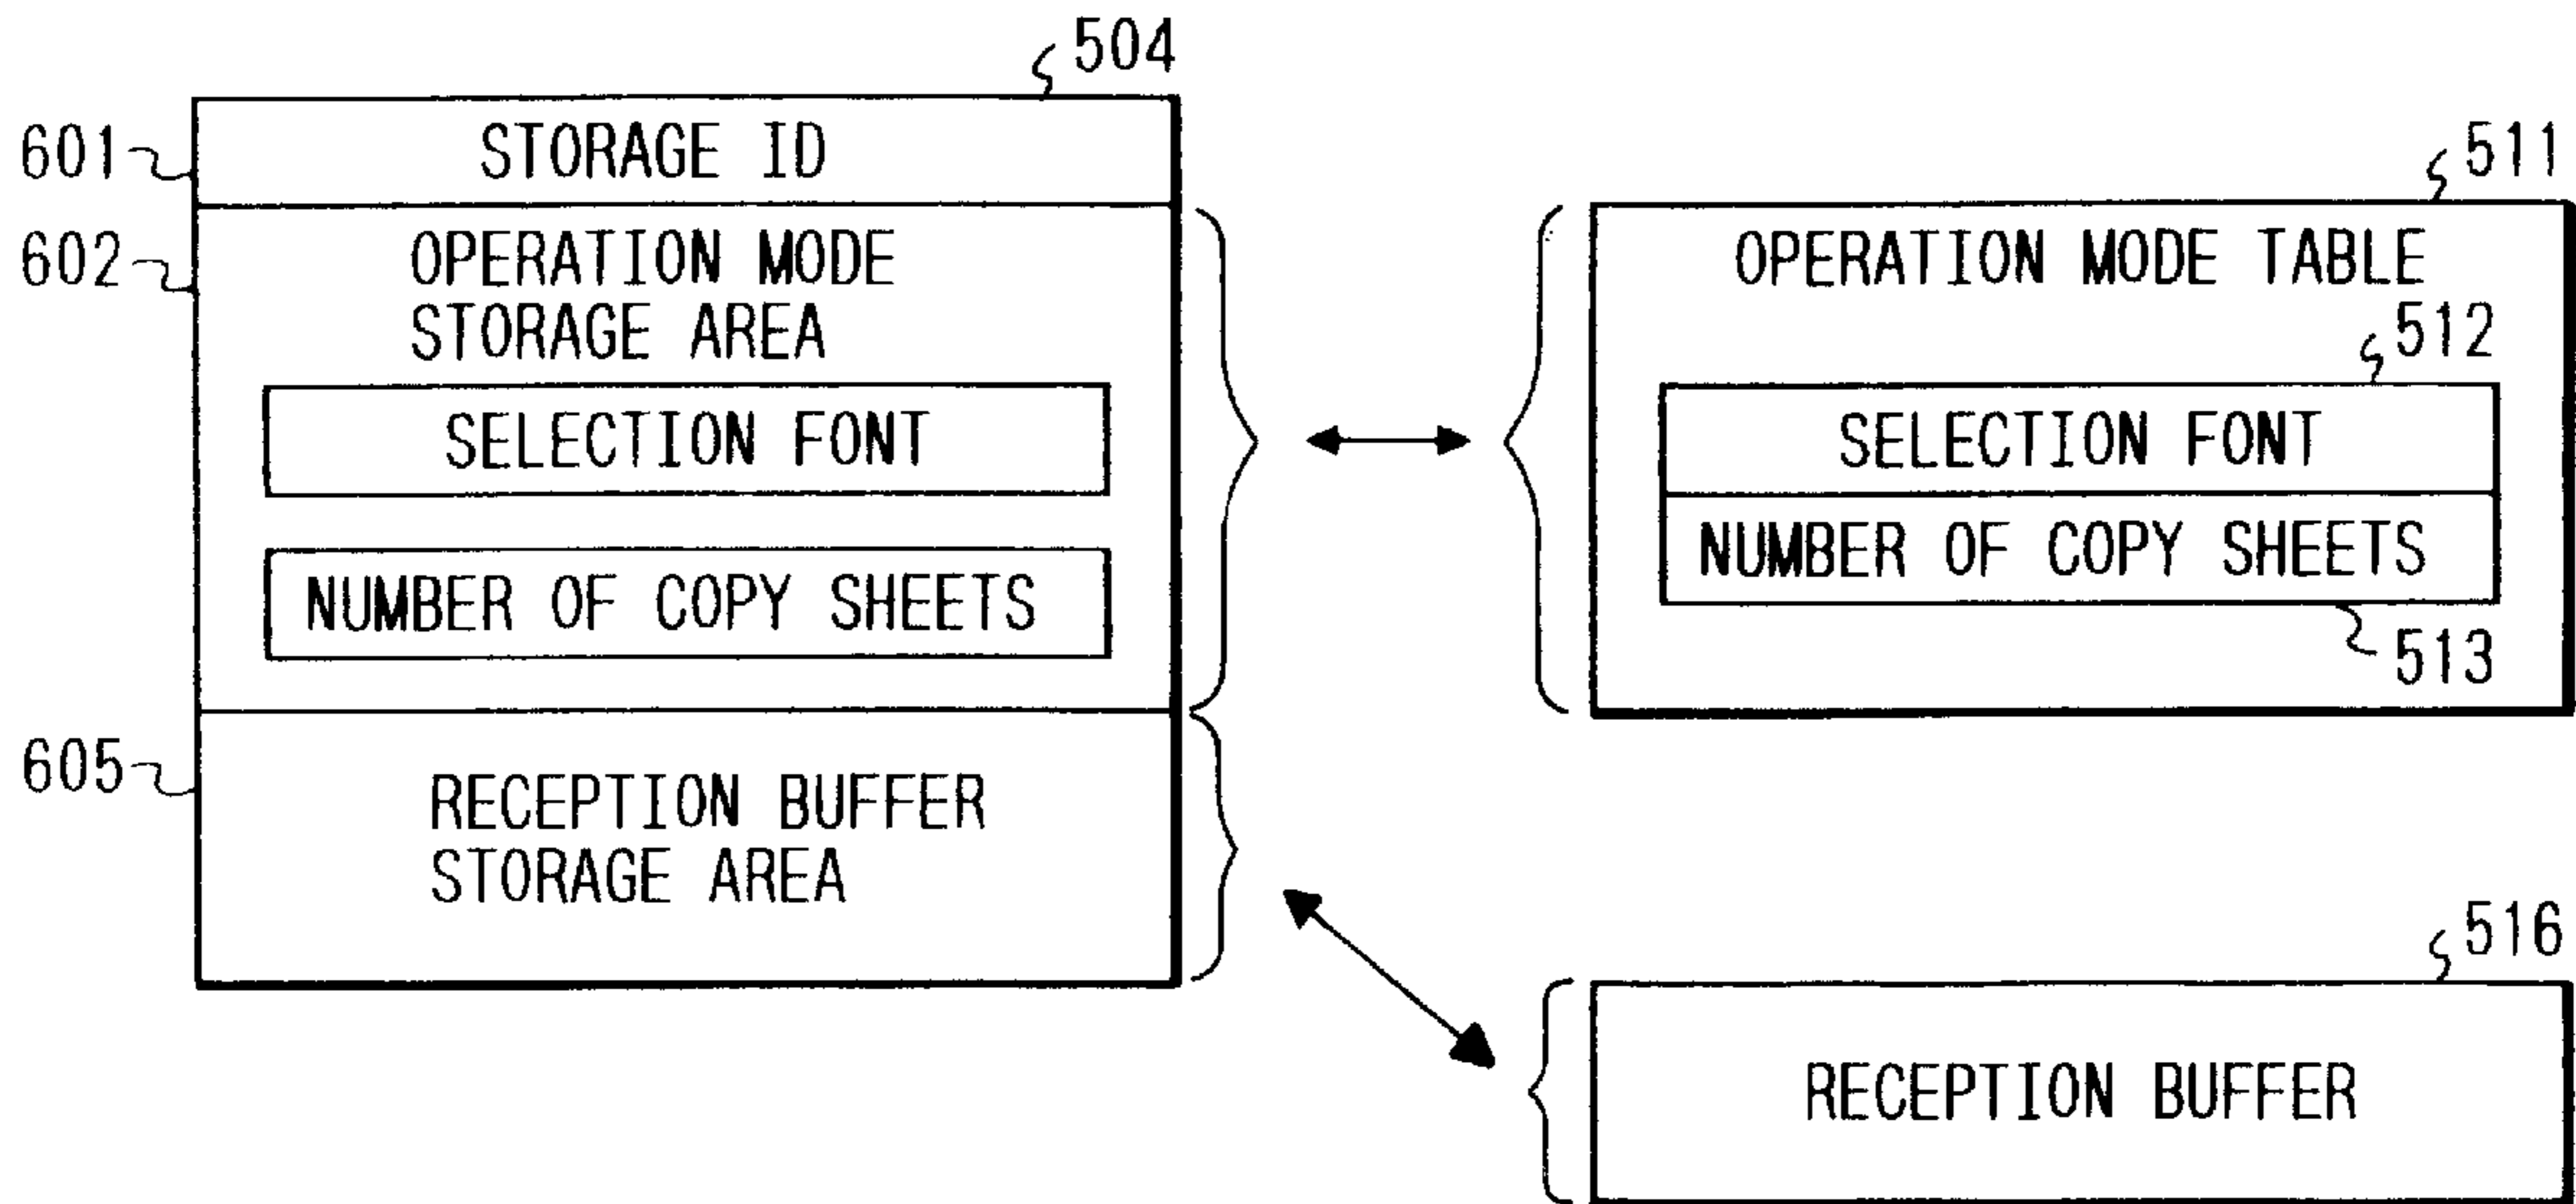 504
601
STORAGE ID
602
OPERATION MODE
STORAGE AREA
SELECTION FONT
NUMBER OF COPY SHEETS
605
RECEPTION BUFFER
STORAGE AREA
511
OPERATION MODE TABLE
512
SELECTION FONT
NUMBER OF COPY SHEETS
513
516
RECEPTION BUFFER